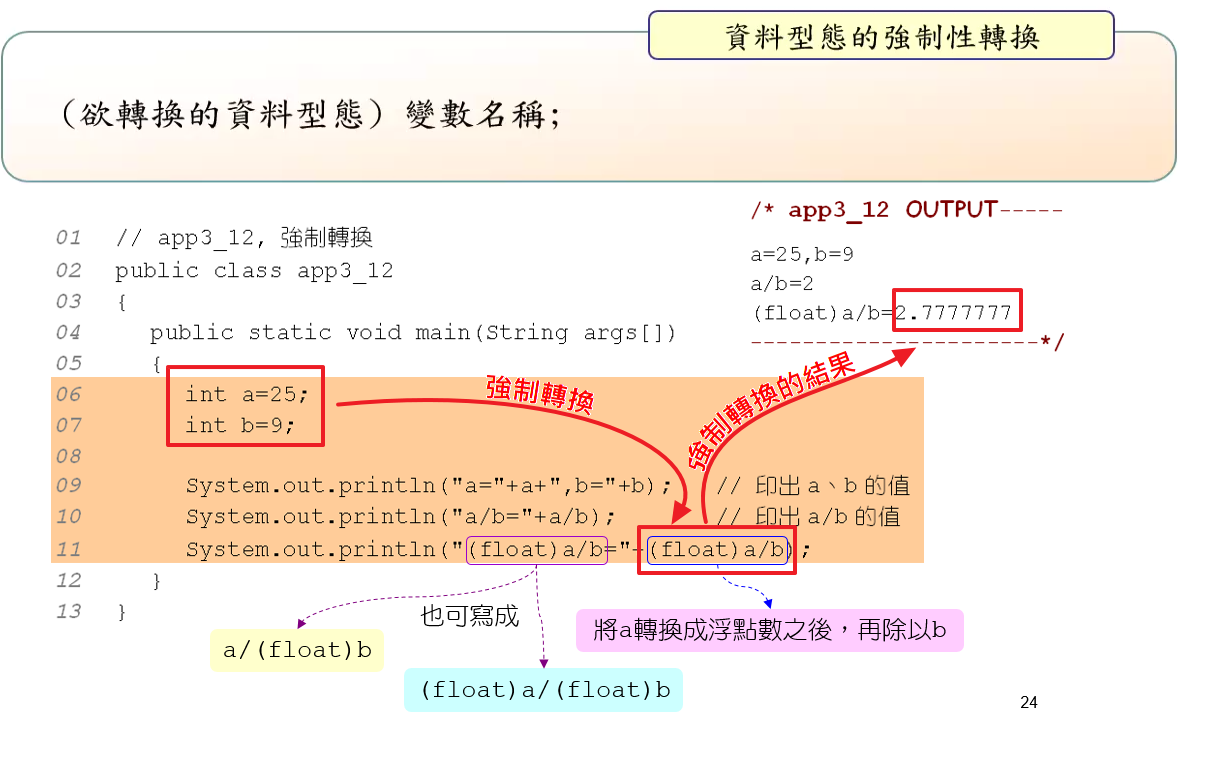 資料型態的強制性轉換
(欲轉換的資料型態) 變數名稱;
/* app3_12 OUTPUT-----
a=25,b=9
a/b=2
(float)a/b=2.7777777
----------------------*/
01 // app3_12, 強制轉換
02 public class app3_12
03 {
04 public static void main(String args[])
05 {
06 int a=25;
07 int b=9;
08
09 System.out.println("a="+a+",b="+b); // 印出 a、b 的值
10 System.out.println("a/b="+a/b); // 印出 a/b 的值
11 System.out.println("(float)a/b="+(float)a/b);
12 }
13 }
強制轉換
強制轉換的結果
也可寫成
a/(float)b
(float)a/(float)b
將a轉換成浮點數之後，再除以b
24